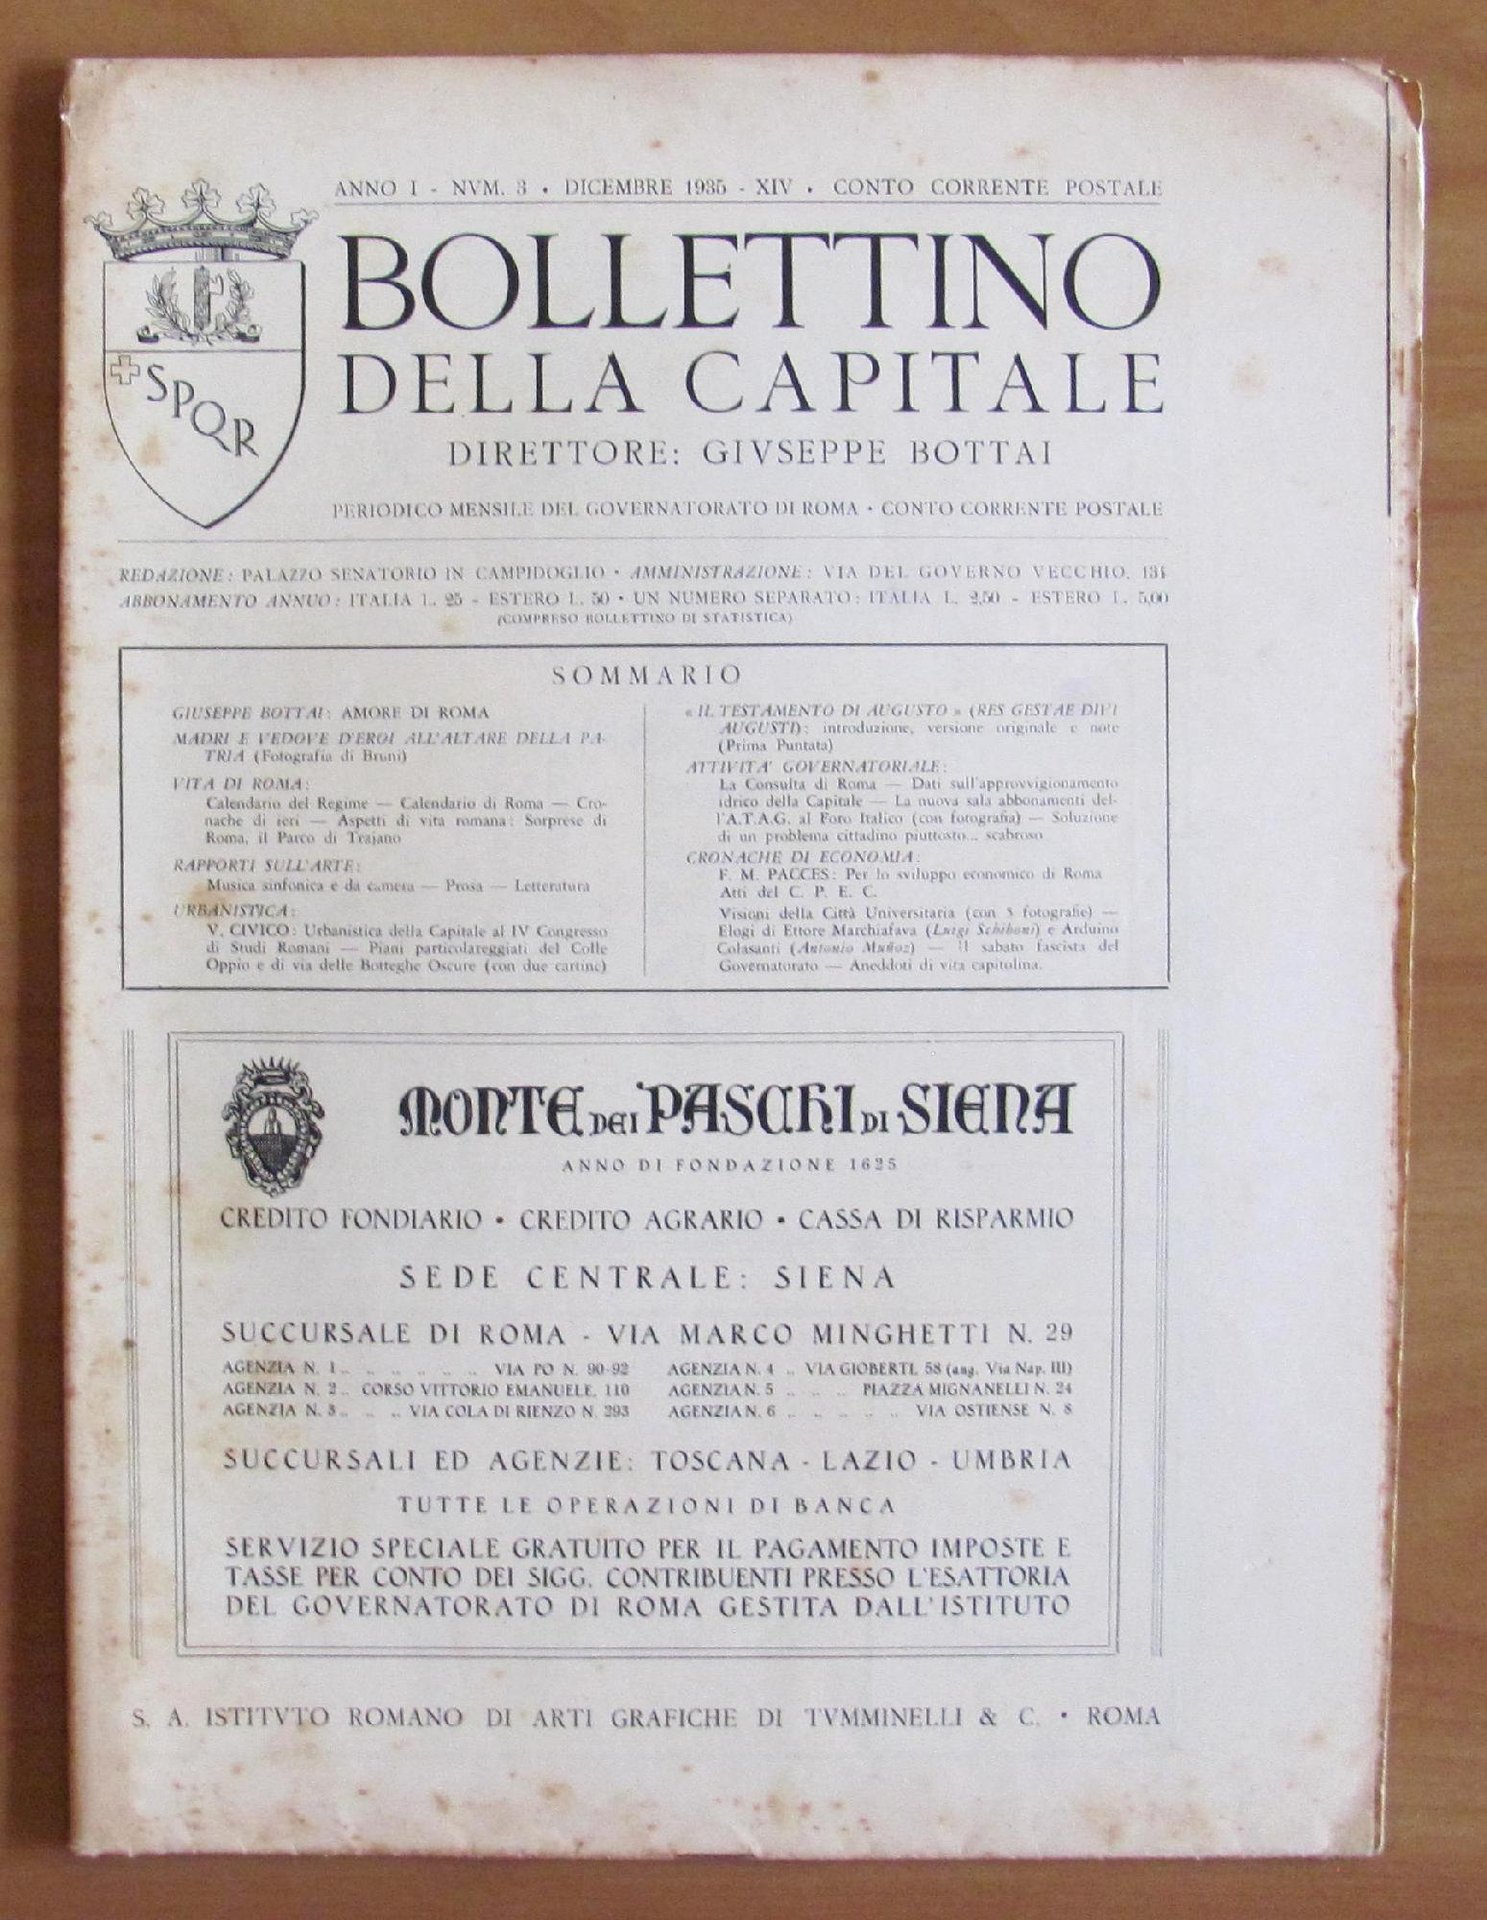 ANNO I - NVM. 3 • DICEMBRE 1935 - XIV • CONTO CORRENTE POSTALE
BOLLETTINO
DELLA CAPITALE
DIRETTORE: GIVSEPPE BOTTAI
PERIODICO MENSILE DEL GOVERNATORATO DI ROMA • CONTO CORRENTE POSTALE
SPQR
REDAZIONE: PALAZZO SENATORIO IN CAMPIDOGLIO • AMMINISTRAZIONE: VIA DEL GOVERNO VECCHIO, 134
ABBONAMENTO ANNUO: ITALIA L. 25 - ESTERO L. 50 • UN NUMERO SEPARATO: ITALIA L. 2,50 - ESTERO L. 5,00
(COMPRESO BOLLETTINO DI STATISTICA)
SOMMARIO
GIUSEPPE BOTTAI: AMORE DI ROMA
MADRI E VEDOVE D'EROI ALL'ALTARE DELLA PA-
TRIA (Fotografia di Bruni)
VITA DI ROMA:
Calendario del Regime — Calendario di Roma — Cro-
nache di ieri — Aspetti di vita romana: Sorprese di
Roma, il Parco di Trajano
RAPPORTI SULL'ARTE:
Musica sinfonica e da camera — Prosa — Letteratura
URBANISTICA:
V. CIVICO: Urbanistica della Capitale al IV Congresso
di Studi Romani — Piani particolareggiati del Colle
Oppio e di via delle Botteghe Oscure (con due cartine)
« IL TESTAMENTO DI AUGUSTO » (RES GESTAE DIVI
AUGUSTI): introduzione, versione originale e note
(Prima Puntata)
ATTIVITA' GOVERNATORIALE:
La Consulta di Roma — Dati sull'approvvigionamento
idrico della Capitale — La nuova sala abbonamenti del-
l'A.T.A.G. al Foro Italico (con fotografia) — Soluzione
di un problema cittadino piuttosto... scabroso
CRONACHE DI ECONOMIA:
F. M. PACCES: Per lo sviluppo economico di Roma
Atti del C. P. E. C.
Visioni della Città Universitaria (con 5 fotografie) —
Elogi di Ettore Marchiafava (Luigi Schiboni) e Arduino
Colasanti (Antonio Muñoz) — Il sabato fascista del
Governatorato — Aneddoti di vita capitolina.
MONTE DEI PASCHI DI SIENA
ANNO DI FONDAZIONE 1625
CREDITO FONDIARIO • CREDITO AGRARIO • CASSA DI RISPARMIO
SEDE CENTRALE: SIENA
SUCCURSALE DI ROMA - VIA MARCO MINGHETTI N. 29
AGENZIA N. 1 .. .. .. .. .. .. VIA PO N. 90-92
AGENZIA N. 2 .. CORSO VITTORIO EMANUELE, 110
AGENZIA N. 3 .. .. .. VIA COLA DI RIENZO N. 293
AGENZIA N. 4 .. VIA GIOBERTI, 58 (ang. Via Nap. III)
AGENZIA N. 5 .. .. .. PIAZZA MIGNANELLI N. 24
AGENZIA N. 6 .. .. .. .. .. VIA OSTIENSE N. 8
SUCCURSALI ED AGENZIE: TOSCANA - LAZIO - UMBRIA
TUTTE LE OPERAZIONI DI BANCA
SERVIZIO SPECIALE GRATUITO PER IL PAGAMENTO IMPOSTE E
TASSE PER CONTO DEI SIGG. CONTRIBUENTI PRESSO L'ESATTORIA
DEL GOVERNATORATO DI ROMA GESTITA DALL'ISTITUTO
S. A. ISTITVTO ROMANO DI ARTI GRAFICHE DI TVMMINELLI & C. • ROMA